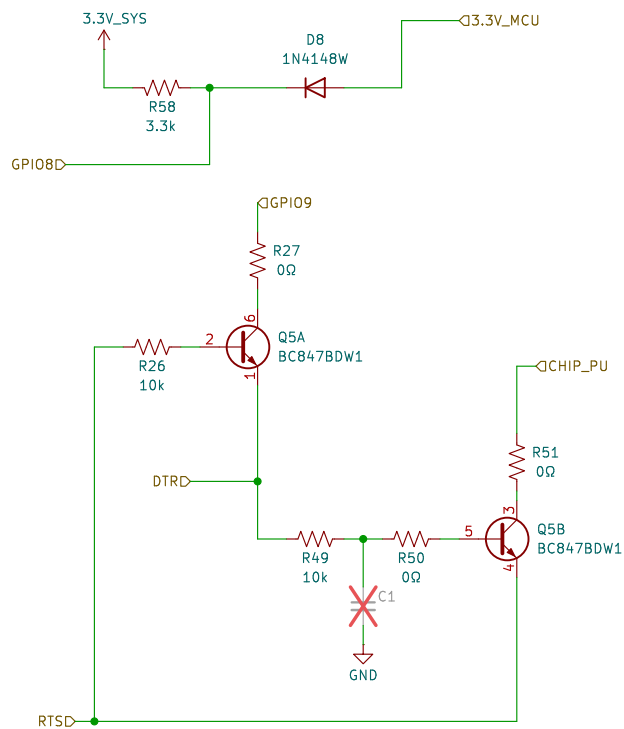 3.3V_SYS
3.3V_MCU
D8
1N4148W
R58
3.3k
GPIO8
GPIO9
R27
0Ω
6
Q5A
BC847BDW1
2
1
R26
10k
CHIP_PU
R51
0Ω
DTR
3
Q5B
BC847BDW1
5
4
R49
10k
R50
0Ω
C1
GND
RTS